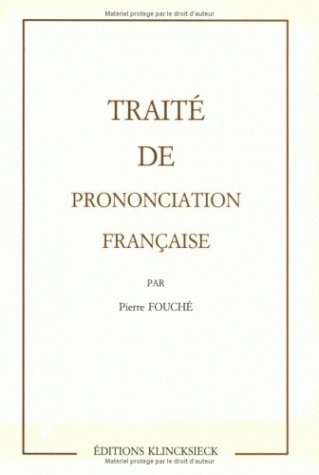 Matériel protégé par le droit d'auteur
TRAITÉ
DE
PRONONCIATION
FRANÇAISE
PAR
Pierre FOUCHÉ
ÉDITIONS KLINCKSIECK
Matériel protégé par le droit d'auteur